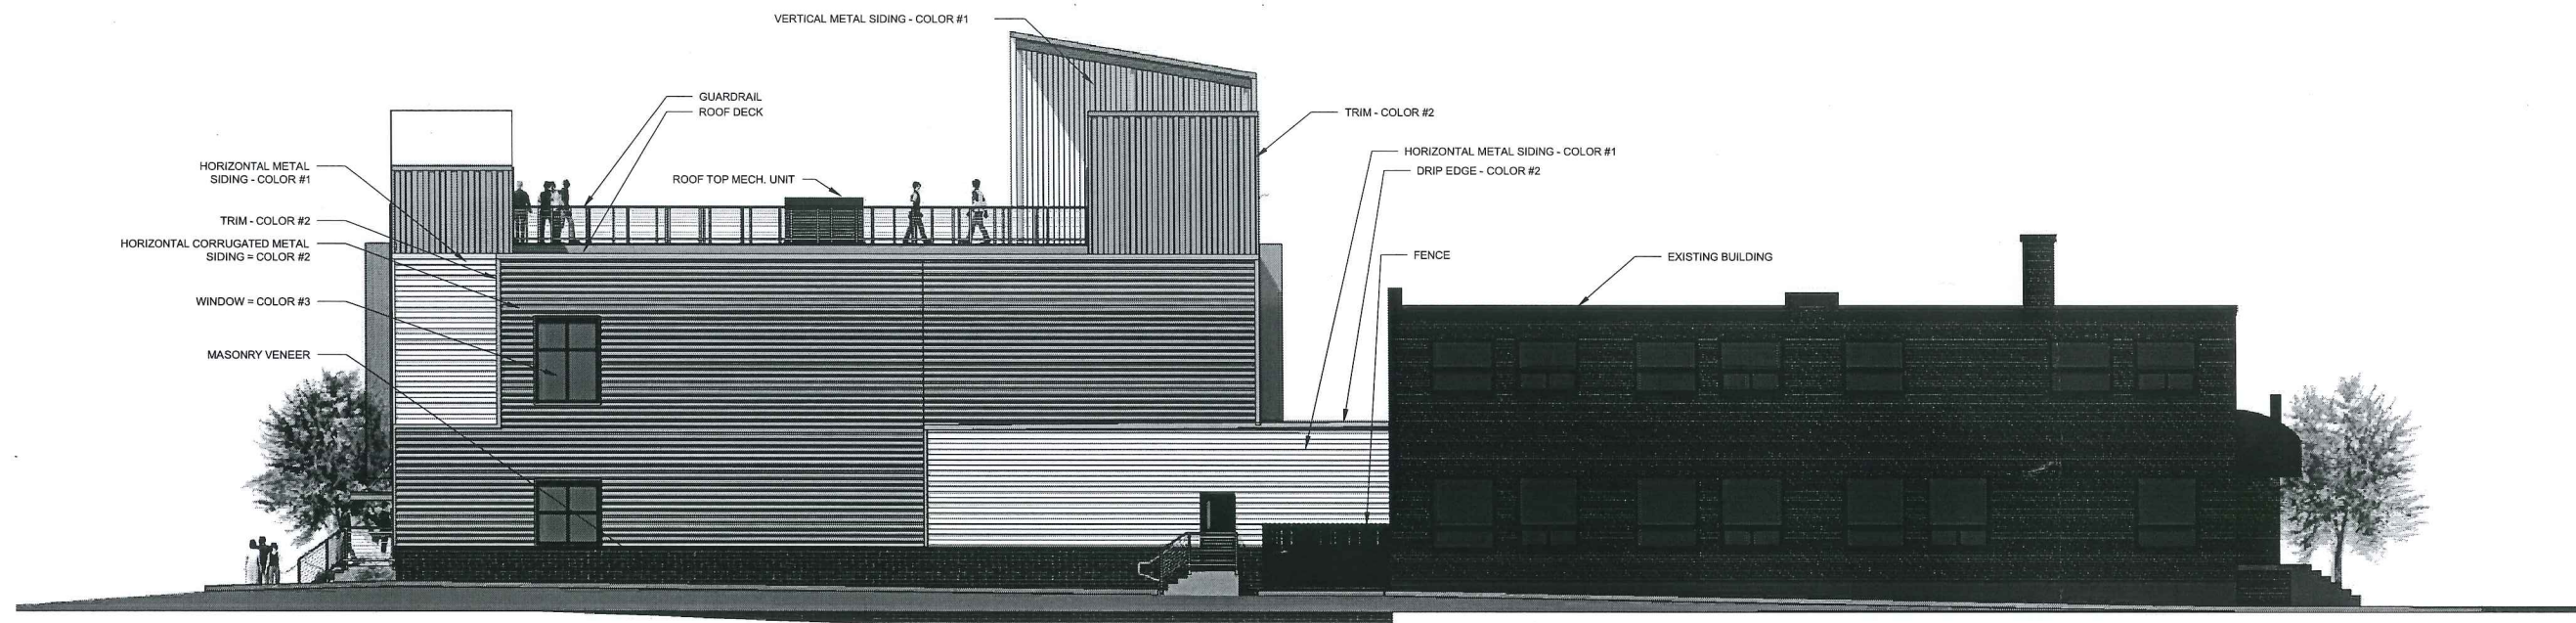 VERTICAL METAL SIDING - COLOR #1
GUARDRAIL
ROOF DECK
TRIM - COLOR #2
HORIZONTAL METAL SIDING - COLOR #1
DRIP EDGE - COLOR #2
HORIZONTAL METAL
SIDING - COLOR #1
ROOF TOP MECH. UNIT
TRIM - COLOR #2
HORIZONTAL CORRUGATED METAL
SIDING = COLOR #2
FENCE
EXISTING BUILDING
WINDOW = COLOR #3
MASONRY VENEER